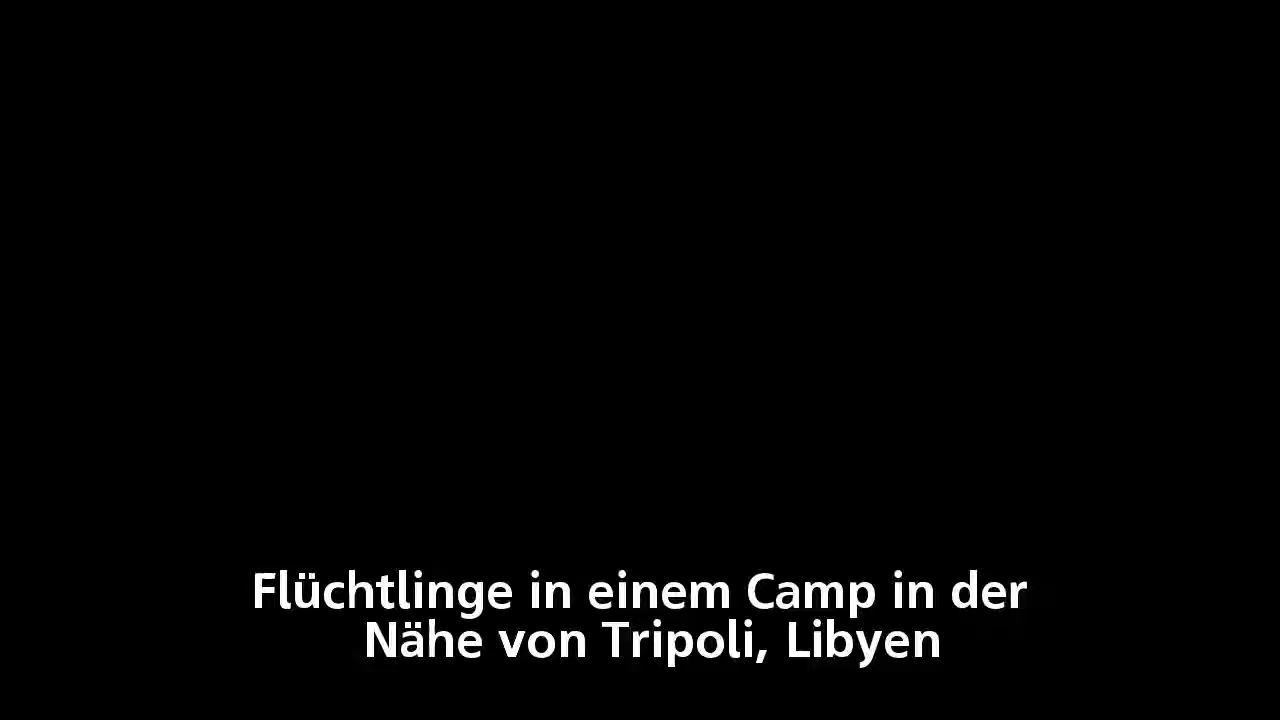 Flüchtlinge in einem Camp in der
Nähe von Tripoli, Libyen